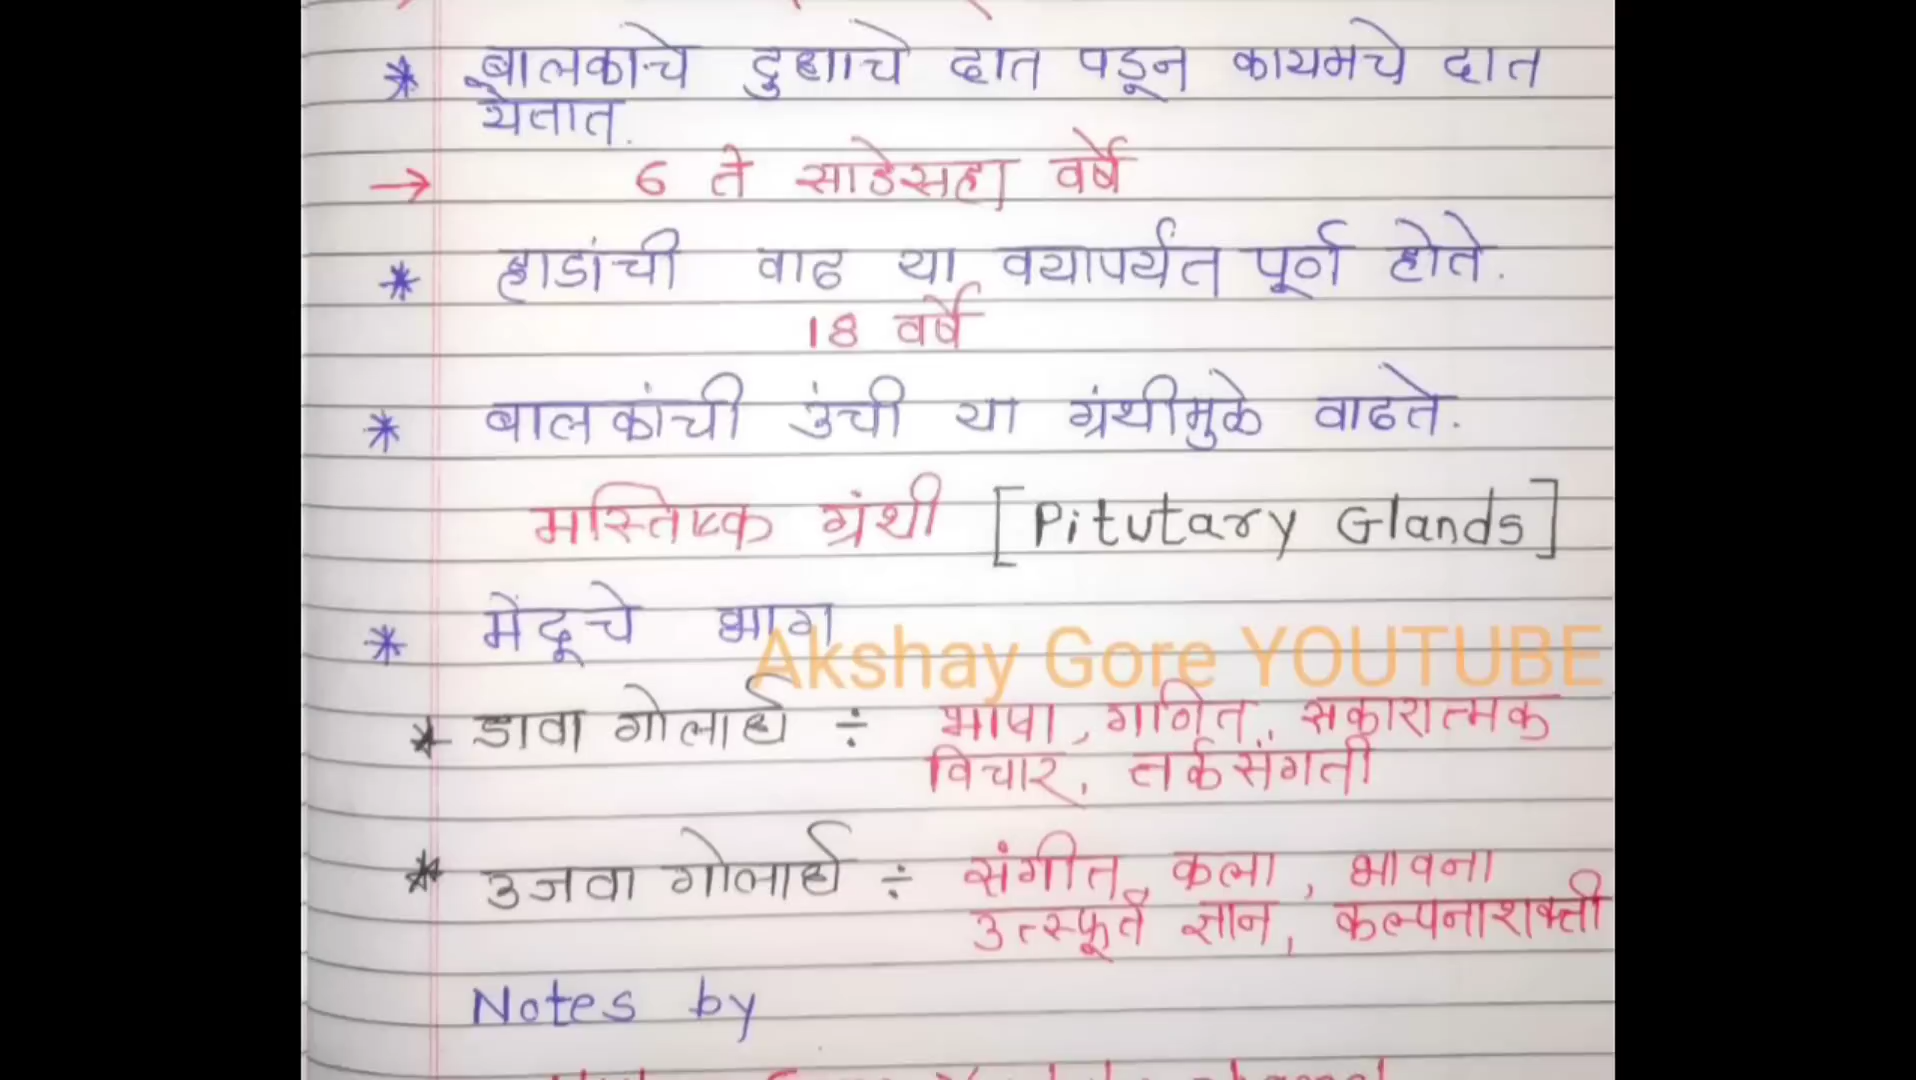 * बालकाचे दुधाचे दात पडून कायमचे दात
येतात.
→ 6 ते साडेसहा वर्षे
* हाडांची वाढ या वयापर्यंत पूर्ण होते.
18 वर्षे
* बालकांची उंची या ग्रंथीमुळे वाढते.
मस्तिष्क ग्रंथी [Pitutary Glands]
* मेंदूचे भाग
Akshay Gore YOUTUBE
* डावा गोलार्ध ÷ भाषा, गणित, सकारात्मक
विचार, तर्कसंगती
* उजवा गोलार्ध ÷ संगीत, कला, भावना
उत्स्फूर्त ज्ञान, कल्पनाशक्ती
Notes by